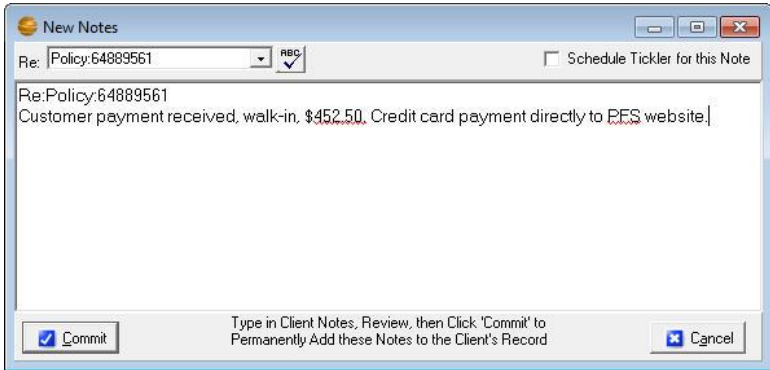 New Notes
Re: Policy:64889561 ABC Schedule Tickler for this Note
Re:Policy:64889561
Customer payment received, walk-in, $452.50. Credit card payment directly to PFS website.
Commit
Type in Client Notes, Review, then Click 'Commit' to
Permanently Add these Notes to the Client's Record
Cancel